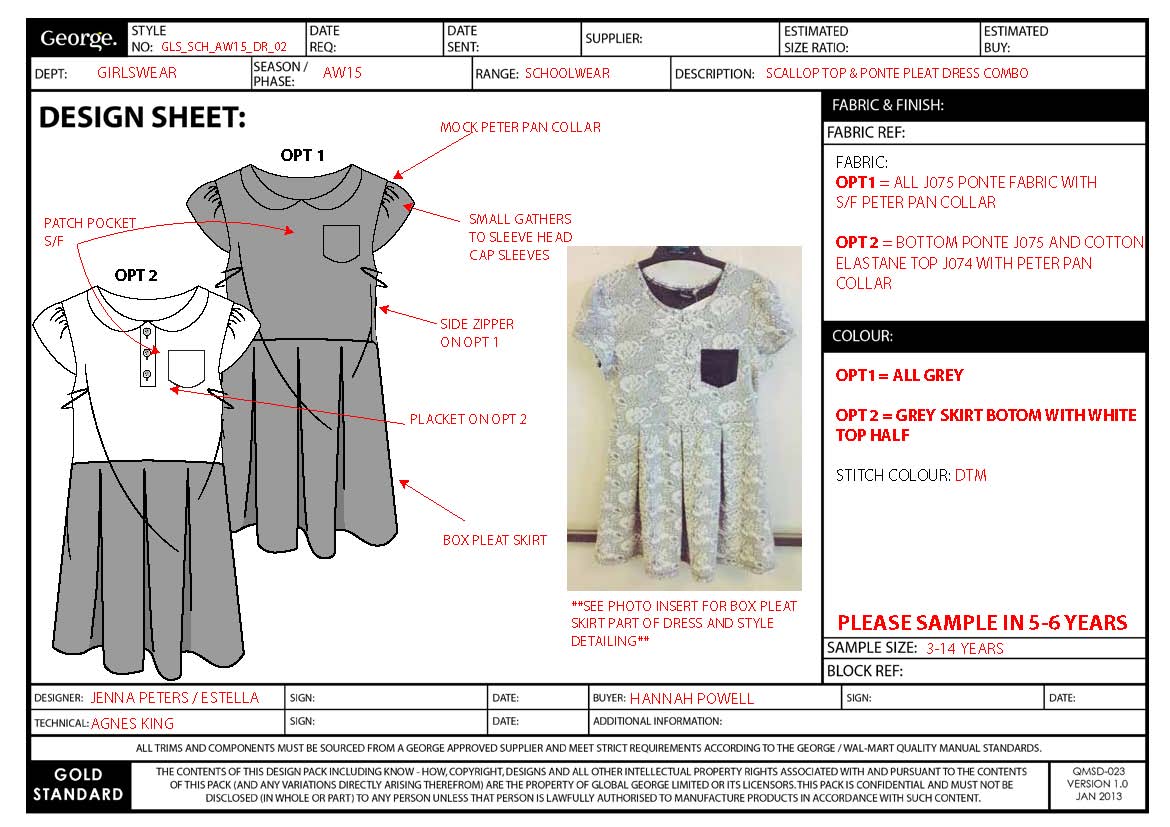 George.
STYLE
NO: GLS_SCH_AW15_DR_02
DATE
REQ:
DATE
SENT:
SUPPLIER:
ESTIMATED
SIZE RATIO:
ESTIMATED
BUY:
DEPT: GIRLSWEAR
SEASON /
PHASE: AW15
RANGE: SCHOOLWEAR
DESCRIPTION: SCALLOP TOP & PONTE PLEAT DRESS COMBO
DESIGN SHEET:
OPT 1
MOCK PETER PAN COLLAR
PATCH POCKET
S/F
SMALL GATHERS
TO SLEEVE HEAD
CAP SLEEVES
OPT 2
SIDE ZIPPER
ON OPT 1
PLACKET ON OPT 2
BOX PLEAT SKIRT
**SEE PHOTO INSERT FOR BOX PLEAT
SKIRT PART OF DRESS AND STYLE
DETAILING**
FABRIC & FINISH:
FABRIC REF:
FABRIC:
OPT1 = ALL J075 PONTE FABRIC WITH
S/F PETER PAN COLLAR
OPT 2 = BOTTOM PONTE J075 AND COTTON
ELASTANE TOP J074 WITH PETER PAN
COLLAR
COLOUR:
OPT1 = ALL GREY
OPT 2 = GREY SKIRT BOTOM WITH WHITE
TOP HALF
STITCH COLOUR: DTM
PLEASE SAMPLE IN 5-6 YEARS
SAMPLE SIZE: 3-14 YEARS
BLOCK REF:
DESIGNER: JENNA PETERS / ESTELLA
SIGN:
DATE:
BUYER: HANNAH POWELL
SIGN:
DATE:
TECHNICAL: AGNES KING
SIGN:
DATE:
ADDITIONAL INFORMATION:
ALL TRIMS AND COMPONENTS MUST BE SOURCED FROM A GEORGE APPROVED SUPPLIER AND MEET STRICT REQUIREMENTS ACCORDING TO THE GEORGE / WAL-MART QUALITY MANUAL STANDARDS.
GOLD
STANDARD
THE CONTENTS OF THIS DESIGN PACK INCLUDING KNOW - HOW, COPYRIGHT, DESIGNS AND ALL OTHER INTELLECTUAL PROPERTY RIGHTS ASSOCIATED WITH AND PURSUANT TO THE CONTENTS
OF THIS PACK (AND ANY VARIATIONS DIRECTLY ARISING THEREFROM) ARE THE PROPERTY OF GLOBAL GEORGE LIMITED OR ITS LICENSORS. THIS PACK IS CONFIDENTIAL AND MUST NOT BE
DISCLOSED (IN WHOLE OR PART) TO ANY PERSON UNLESS THAT PERSON IS LAWFULLY AUTHORISED TO MANUFACTURE PRODUCTS IN ACCORDANCE WITH SUCH CONTENT.
QMSD-023
VERSION 1.0
JAN 2013